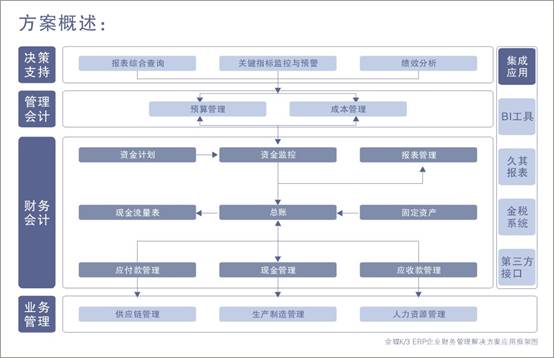 方案概述：
决策
支持
报表综合查询
关键指标监控与预警
绩效分析
集成
应用
管理
会计
预算管理
成本管理
BI工具
财务
会计
资金计划
资金监控
报表管理
久其
报表
现金流量表
总账
固定资产
金税
系统
应付款管理
现金管理
应收款管理
第三方
接口
业务
管理
供应链管理
生产制造管理
人力资源管理
金蝶K/3 ERP企业财务管理解决方案应用框架图